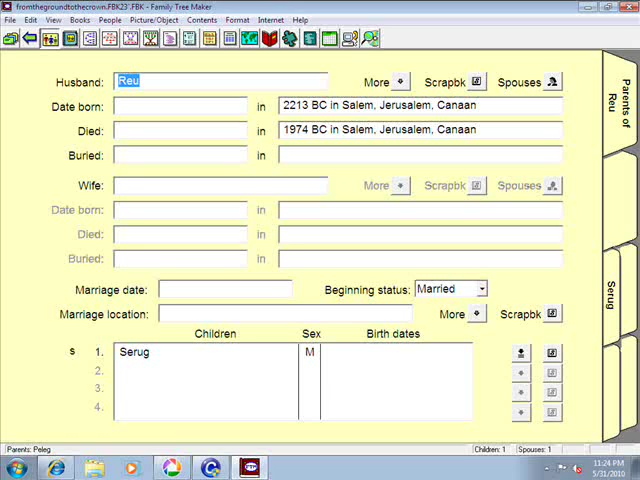 fromthegroundtothecrown.FBK23'.FBK - Family Tree Maker
File Edit View Books People Picture/Object Contents Format Internet Help
Husband: Reu More Scrapbk Spouses
Date born: in 2213 BC in Salem, Jerusalem, Canaan
Died: in 1974 BC in Salem, Jerusalem, Canaan
Buried: in
Wife: More Scrapbk Spouses
Date born: in
Died: in
Buried: in
Marriage date: Beginning status: Married
Marriage location: More Scrapbk
Children Sex Birth dates
s 1. Serug M
2.
3.
4.
Parents of
Reu
Serug
Parents: Peleg Children: 1 Spouses: 1
FTM
11:24 PM
5/31/2010